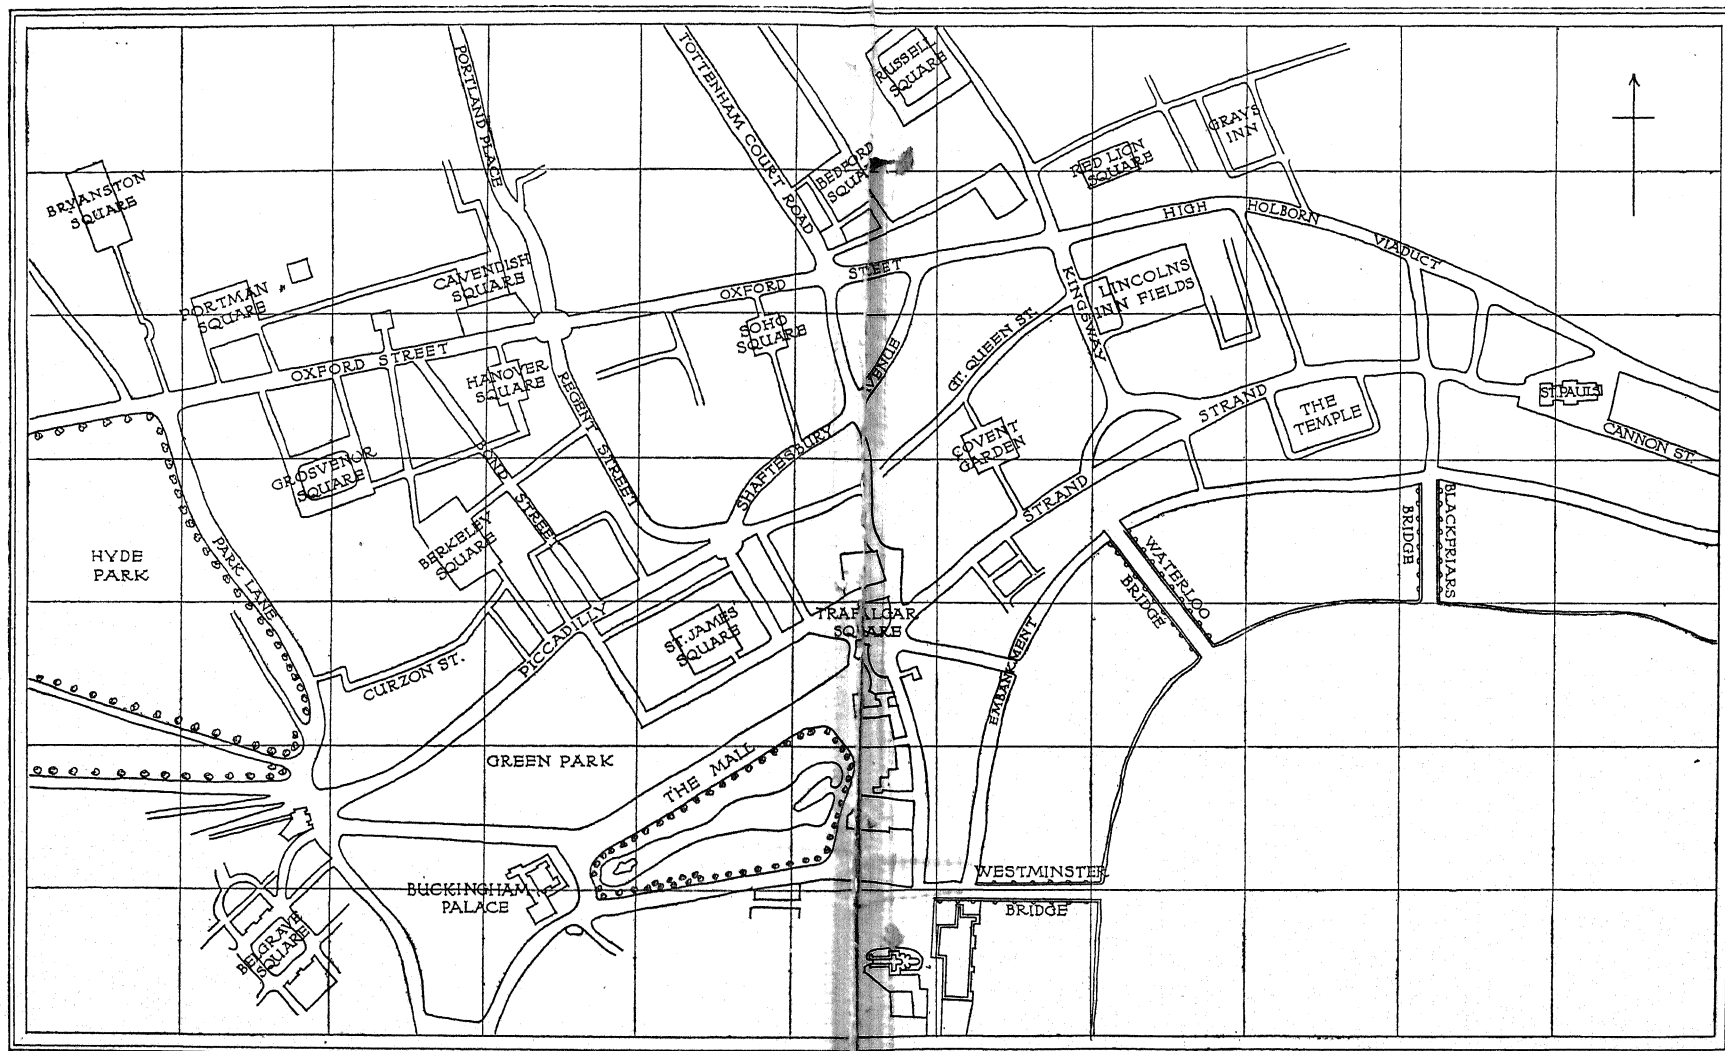 PORTLAND PLACE
TOTTENHAM COURT ROAD
RUSSELL
SQUARE
GRAYS
INN
RED LION
SQUARE
BEDFORD
SQUARE
BRYANSTON
SQUARE
HIGH HOLBORN
VIADUCT
CAVENDISH
SQUARE
PORTMAN
SQUARE
OXFORD STEET
KINGSWAY
LINCOLNS
INN FIELDS
SOHO
SQUARE
GT. QUEEN ST.
OXFORD STREET
HANOVER
SQUARE
REGENT STREET
SHAFTESBURY AVENUE
STRAND
THE
TEMPLE
ST. PAULS
CANNON ST.
COVENT
GARDEN
GROSVENOR
SQUARE
BOND STREET
STRAND
BERKELEY
SQUARE
HYDE
PARK
PARK LANE
WATERLOO
BRIDGE
BLACKFRIARS
BRIDGE
PICCADILLY
ST. JAMES'
SQUARE
TRAFALGAR
SQUARE
CURZON ST.
EMBANKMENT
GREEN PARK
THE MALL
BUCKINGHAM
PALACE
WESTMINSTER
BRIDGE
BELGRAVE
SQUARE